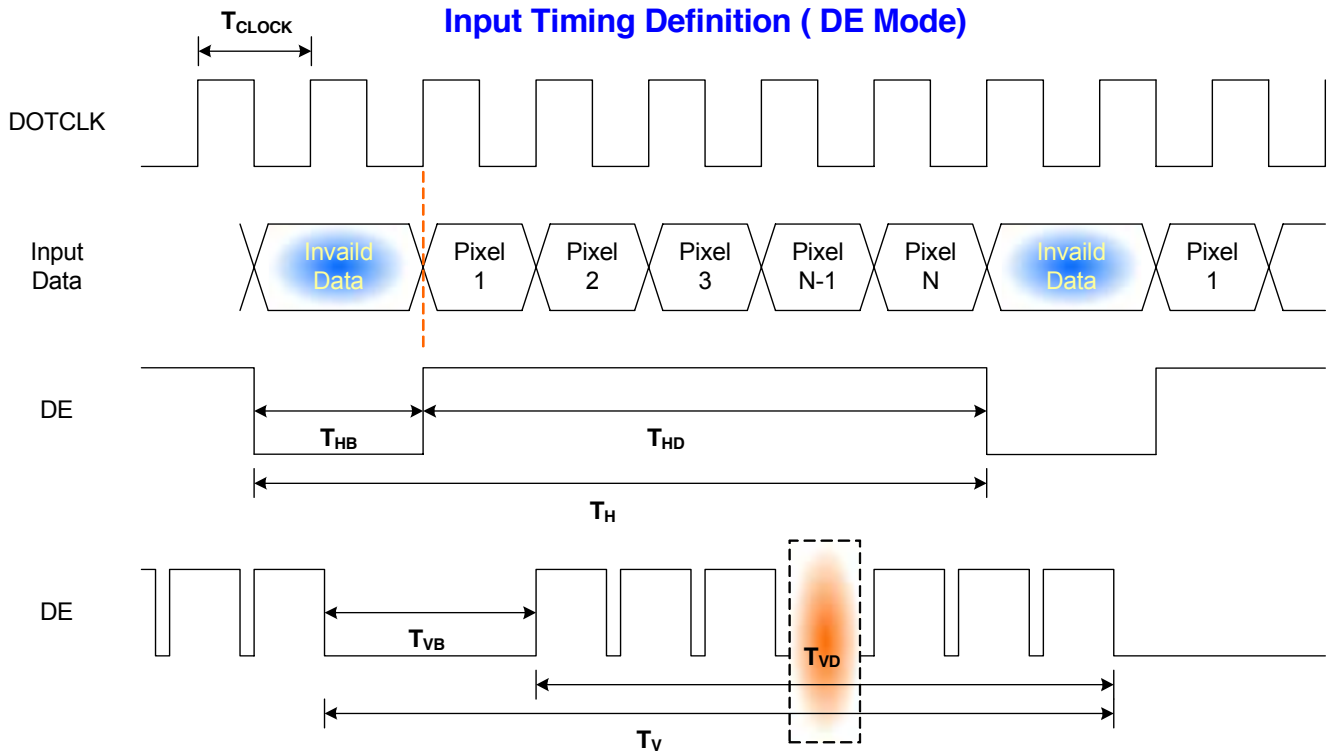 Input Timing Definition ( DE Mode)
TCLOCK
DOTCLK
Input
Data
Invaild
Data
Pixel
1
Pixel
2
Pixel
3
Pixel
N-1
Pixel
N
Invaild
Data
Pixel
1
DE
THB
THD
TH
DE
TVB
TVD
TV